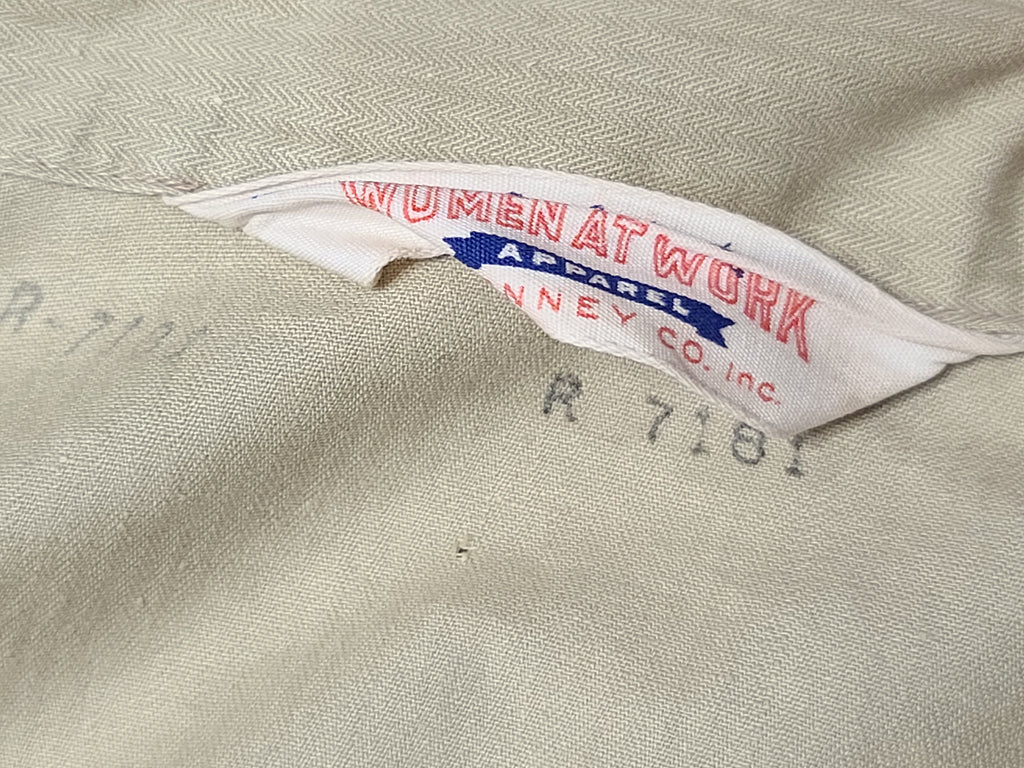 WOMEN AT WORK
APPAREL
NNEY CO. Inc.
R 7181